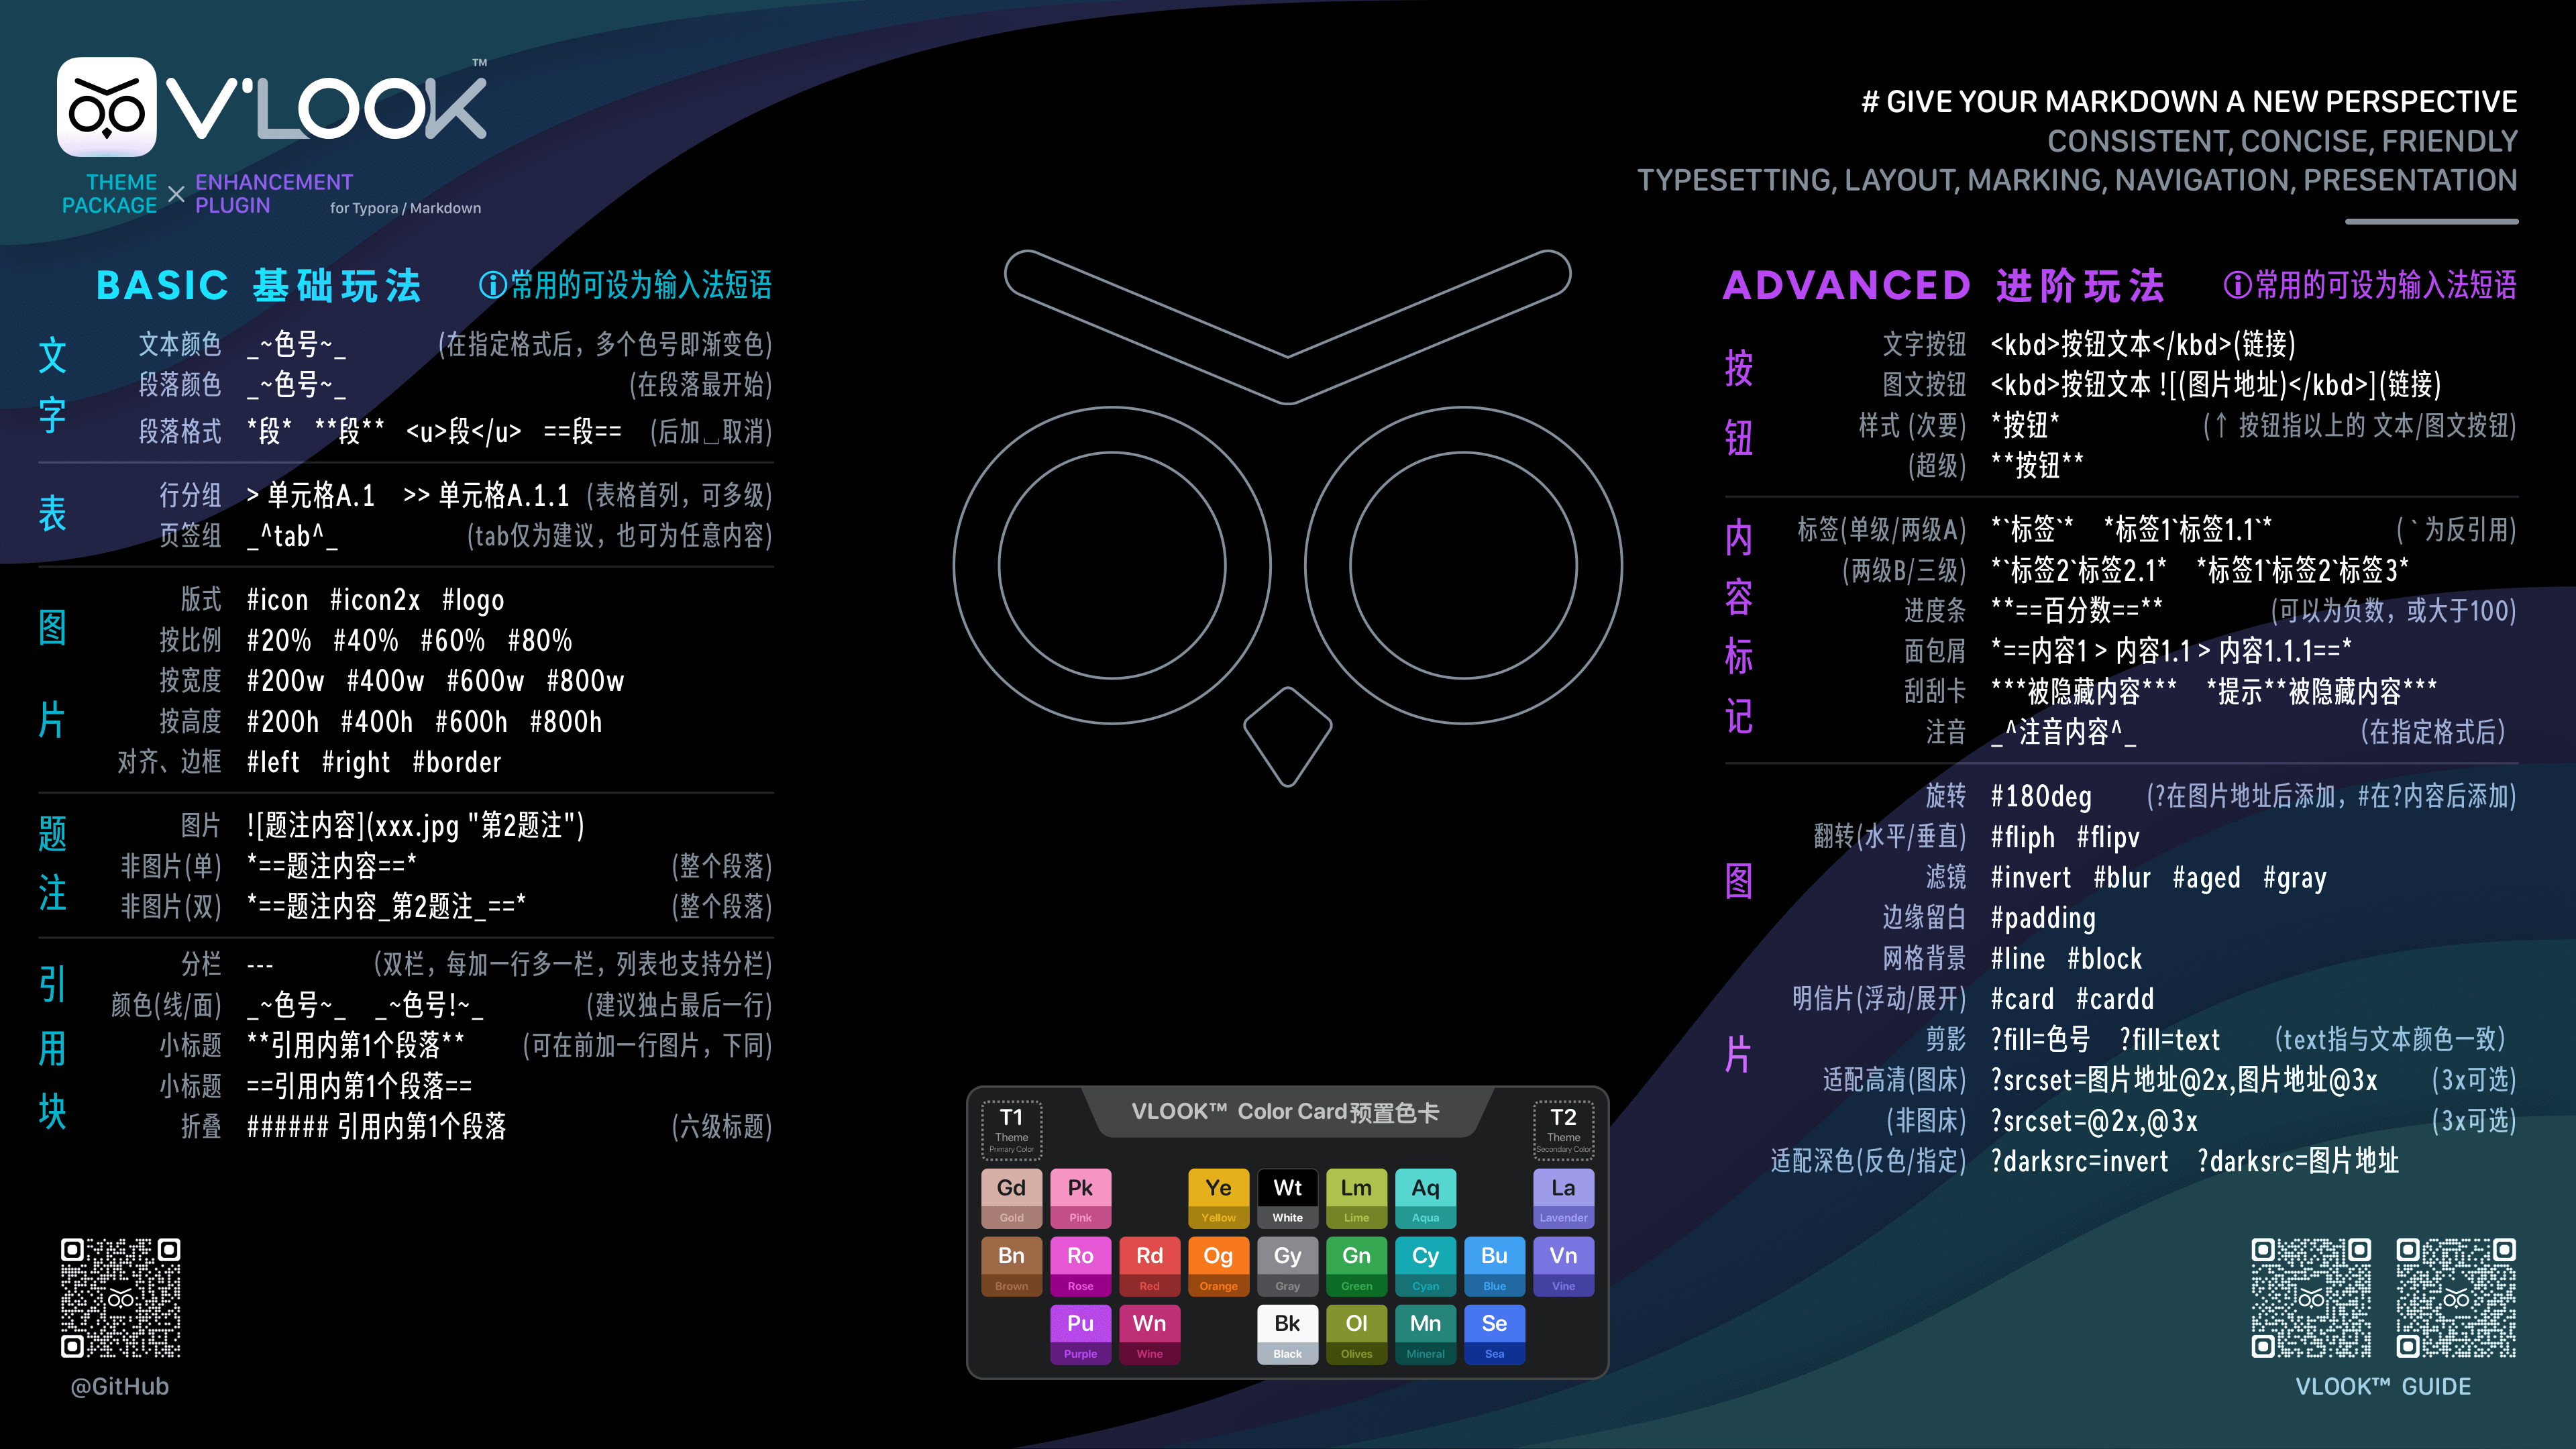 V'LOOK™
THEME PACKAGE × ENHANCEMENT PLUGIN for Typora / Markdown
# GIVE YOUR MARKDOWN A NEW PERSPECTIVE
CONSISTENT, CONCISE, FRIENDLY
TYPESETTING, LAYOUT, MARKING, NAVIGATION, PRESENTATION
BASIC 基础玩法 ⓘ常用的可设为输入法短语
文字
文本颜色 _~色号~_ (在指定格式后，多个色号即渐变色)
段落颜色 _~色号~_ (在段落最开始)
段落格式 *段* **段** <u>段</u> ==段== (后加␣取消)
表
行分组 > 单元格A.1 >> 单元格A.1.1 (表格首列，可多级)
页签组 _^tab^_ (tab仅为建议，也可为任意内容)
图片
版式 #icon #icon2x #logo
按比例 #20% #40% #60% #80%
按宽度 #200w #400w #600w #800w
按高度 #200h #400h #600h #800h
对齐、边框 #left #right #border
题注
图片 ![题注内容](xxx.jpg "第2题注")
非图片(单) *==题注内容==* (整个段落)
非图片(双) *==题注内容_第2题注_==* (整个段落)
引用块
分栏 --- (双栏，每加一行多一栏，列表也支持分栏)
颜色(线/面) _~色号~_ _~色号!~_ (建议独占最后一行)
小标题 **引用内第1个段落** (可在前加一行图片，下同)
小标题 ==引用内第1个段落==
折叠 ###### 引用内第1个段落 (六级标题)
@GitHub
ADVANCED 进阶玩法 ⓘ常用的可设为输入法短语
按钮
文字按钮 <kbd>按钮文本</kbd>(链接)
图文按钮 <kbd>按钮文本 ![(图片地址)</kbd>](链接)
样式 (次要) *按钮* (↑ 按钮指以上的 文本/图文按钮)
(超级) **按钮**
内容标记
标签(单级/两级A) *`标签`* *标签1`标签1.1`* (` 为反引用)
(两级B/三级) *`标签2`标签2.1* *标签1`标签2`标签3*
进度条 **==百分数==** (可以为负数，或大于100)
面包屑 *==内容1 > 内容1.1 > 内容1.1.1==*
刮刮卡 ***被隐藏内容*** *提示**被隐藏内容***
注音 _^注音内容^_ (在指定格式后)
图片
旋转 #180deg (?在图片地址后添加，#在?内容后添加)
翻转(水平/垂直) #fliph #flipv
滤镜 #invert #blur #aged #gray
边缘留白 #padding
网格背景 #line #block
明信片(浮动/展开) #card #cardd
剪影 ?fill=色号 ?fill=text (text指与文本颜色一致)
适配高清(图床) ?srcset=图片地址@2x,图片地址@3x (3x可选)
(非图床) ?srcset=@2x,@3x (3x可选)
适配深色(反色/指定) ?darksrc=invert ?darksrc=图片地址
VLOOK™ GUIDE
VLOOK™ Color Card预置色卡
T1 Theme Primary Color
T2 Theme Secondary Color
Gd Pk Ye Wt Lm Aq La
Gold Pink Yellow White Lime Aqua Lavender
Bn Ro Rd Og Gy Gn Cy Bu Vn
Brown Rose Red Orange Gray Green Cyan Blue Vine
Pu Wn Bk Ol Mn Se
Purple Wine Black Olives Mineral Sea